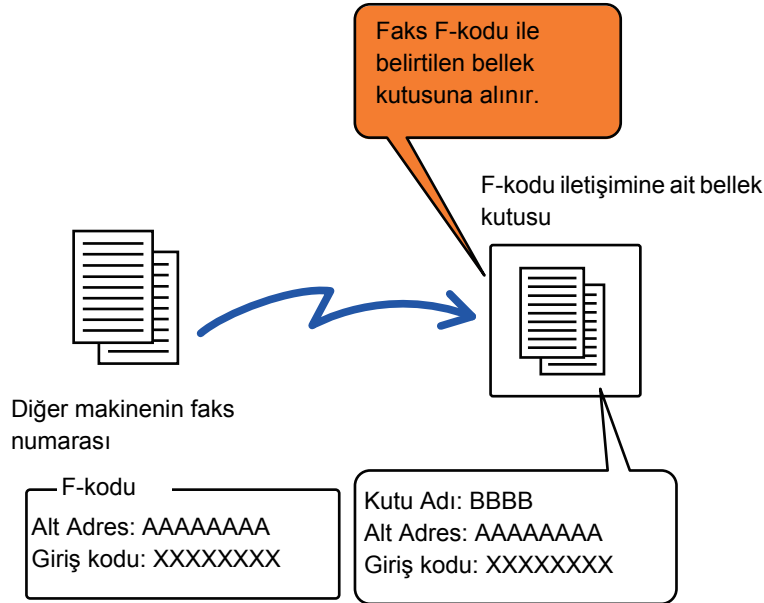 Faks F-kodu ile
belirtilen bellek
kutusuna alınır.
F-kodu iletişimine ait bellek
kutusu
Diğer makinenin faks
numarası
F-kodu
Alt Adres: AAAAAAAA
Giriş kodu: XXXXXXXX
Kutu Adı: BBBB
Alt Adres: AAAAAAAA
Giriş kodu: XXXXXXXX